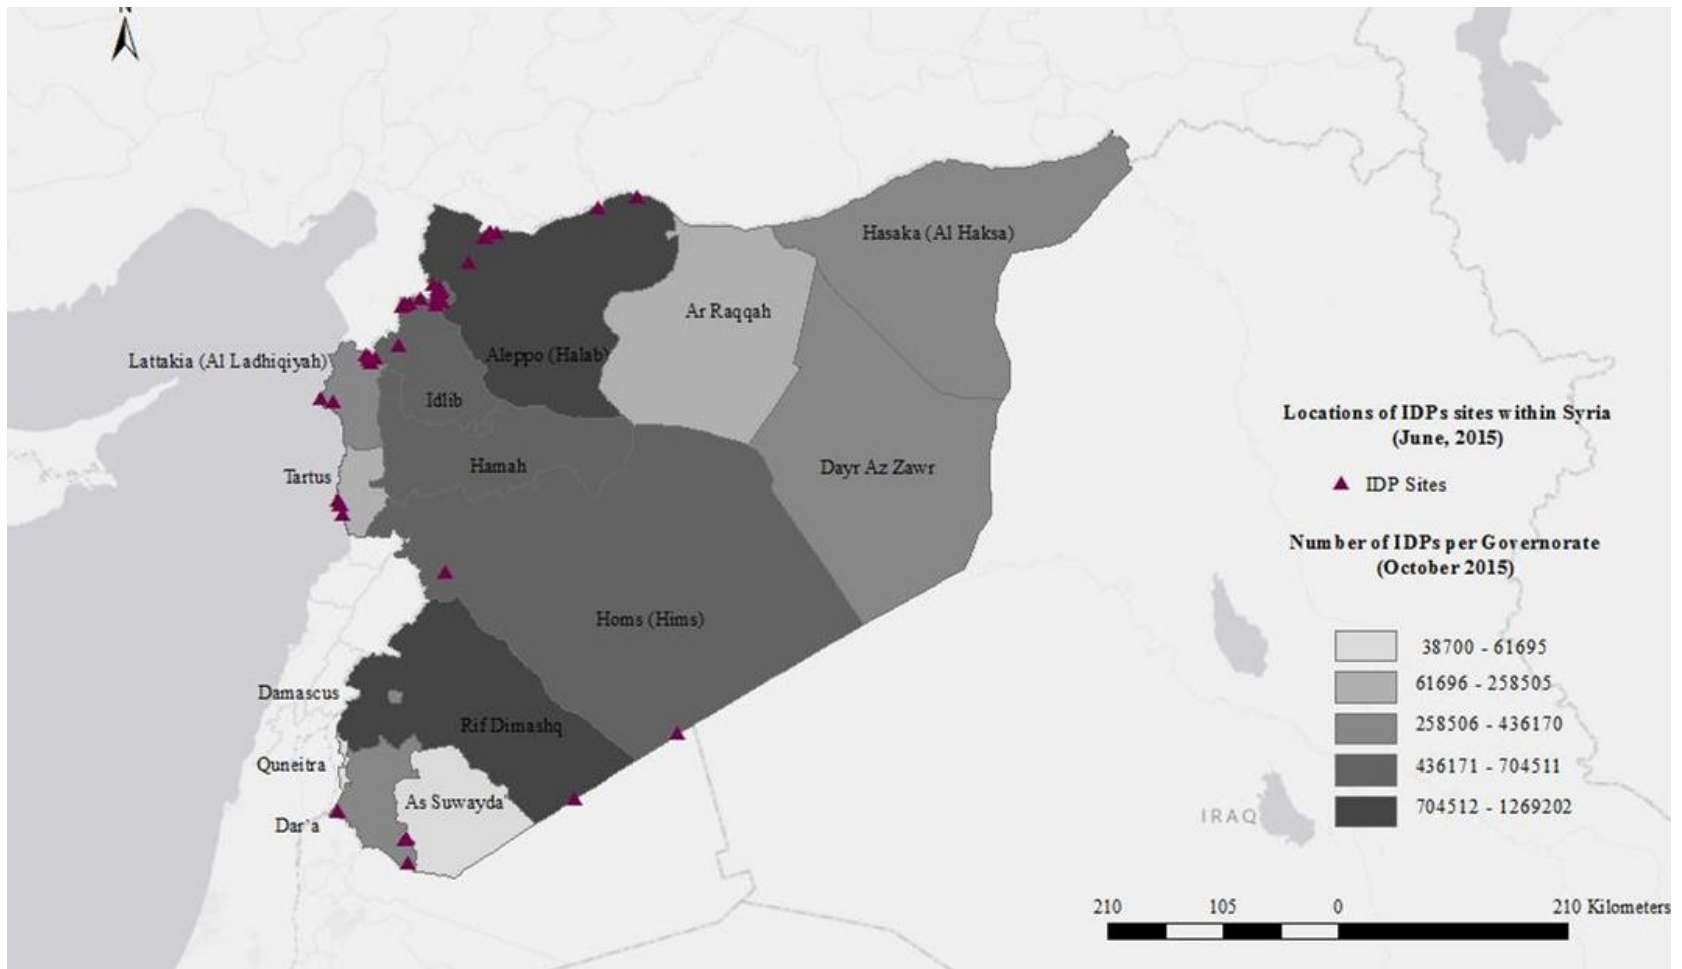 N
Hasaka (Al Haksa)
Ar Raqqah
Lattakia (Al Ladhiqiyah)
Aleppo (Halab)
Idlib
Hamah
Tartus
Dayr Az Zawr
Homs (Hims)
Damascus
Rif Dimashq
Quneitra
As Suwayda'
Dar'a
IRAQ
Locations of IDPs sites within Syria
(June, 2015)
IDP Sites
Number of IDPs per Governorate
(October 2015)
38700 - 61695
61696 - 258505
258506 - 436170
436171 - 704511
704512 - 1269202
210 105 0 210 Kilometers